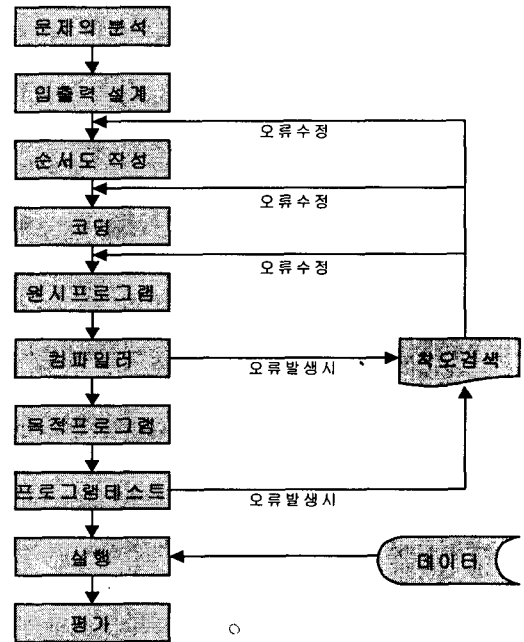 문제의 분석
입출력 설계
오류수정
순서도 작성
오류수정
코딩
오류수정
원시프로그램
컴파일러
오류발생시
착오검색
목적프로그램
프로그램테스트
오류발생시
실행
데이터
평가